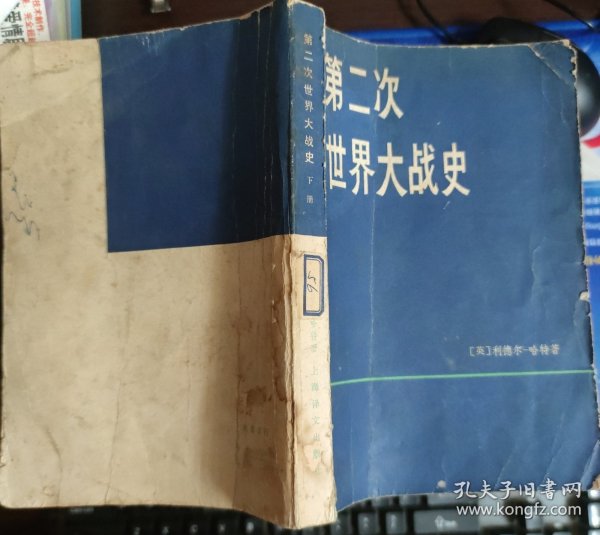 第二次
世界大战史
[英]利德尔-哈特著
第二次世界大战史 下册
95
上海译文出版
孔夫子旧书网
www.kongfz.com